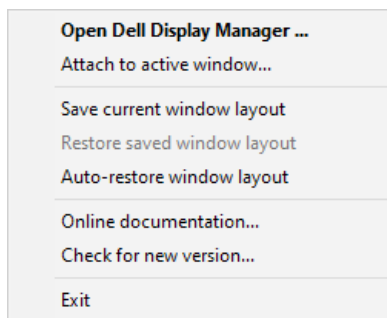 Open Dell Display Manager ...
Attach to active window...
Save current window layout
Restore saved window layout
Auto-restore window layout
Online documentation...
Check for new version...
Exit